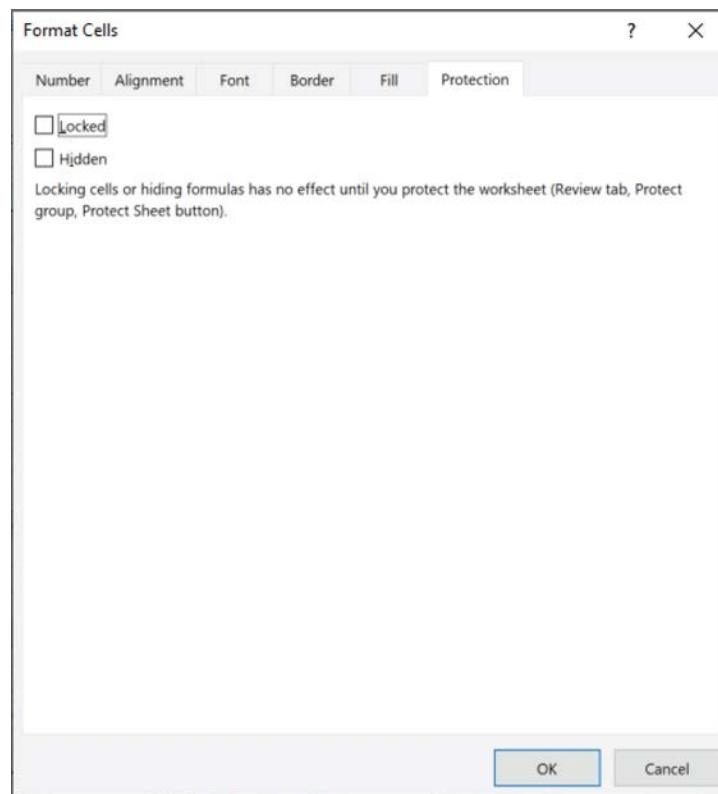 Format Cells ?
Number Alignment Font Border Fill Protection
Locked
Hidden
Locking cells or hiding formulas has no effect until you protect the worksheet (Review tab, Protect
group, Protect Sheet button).
OK Cancel